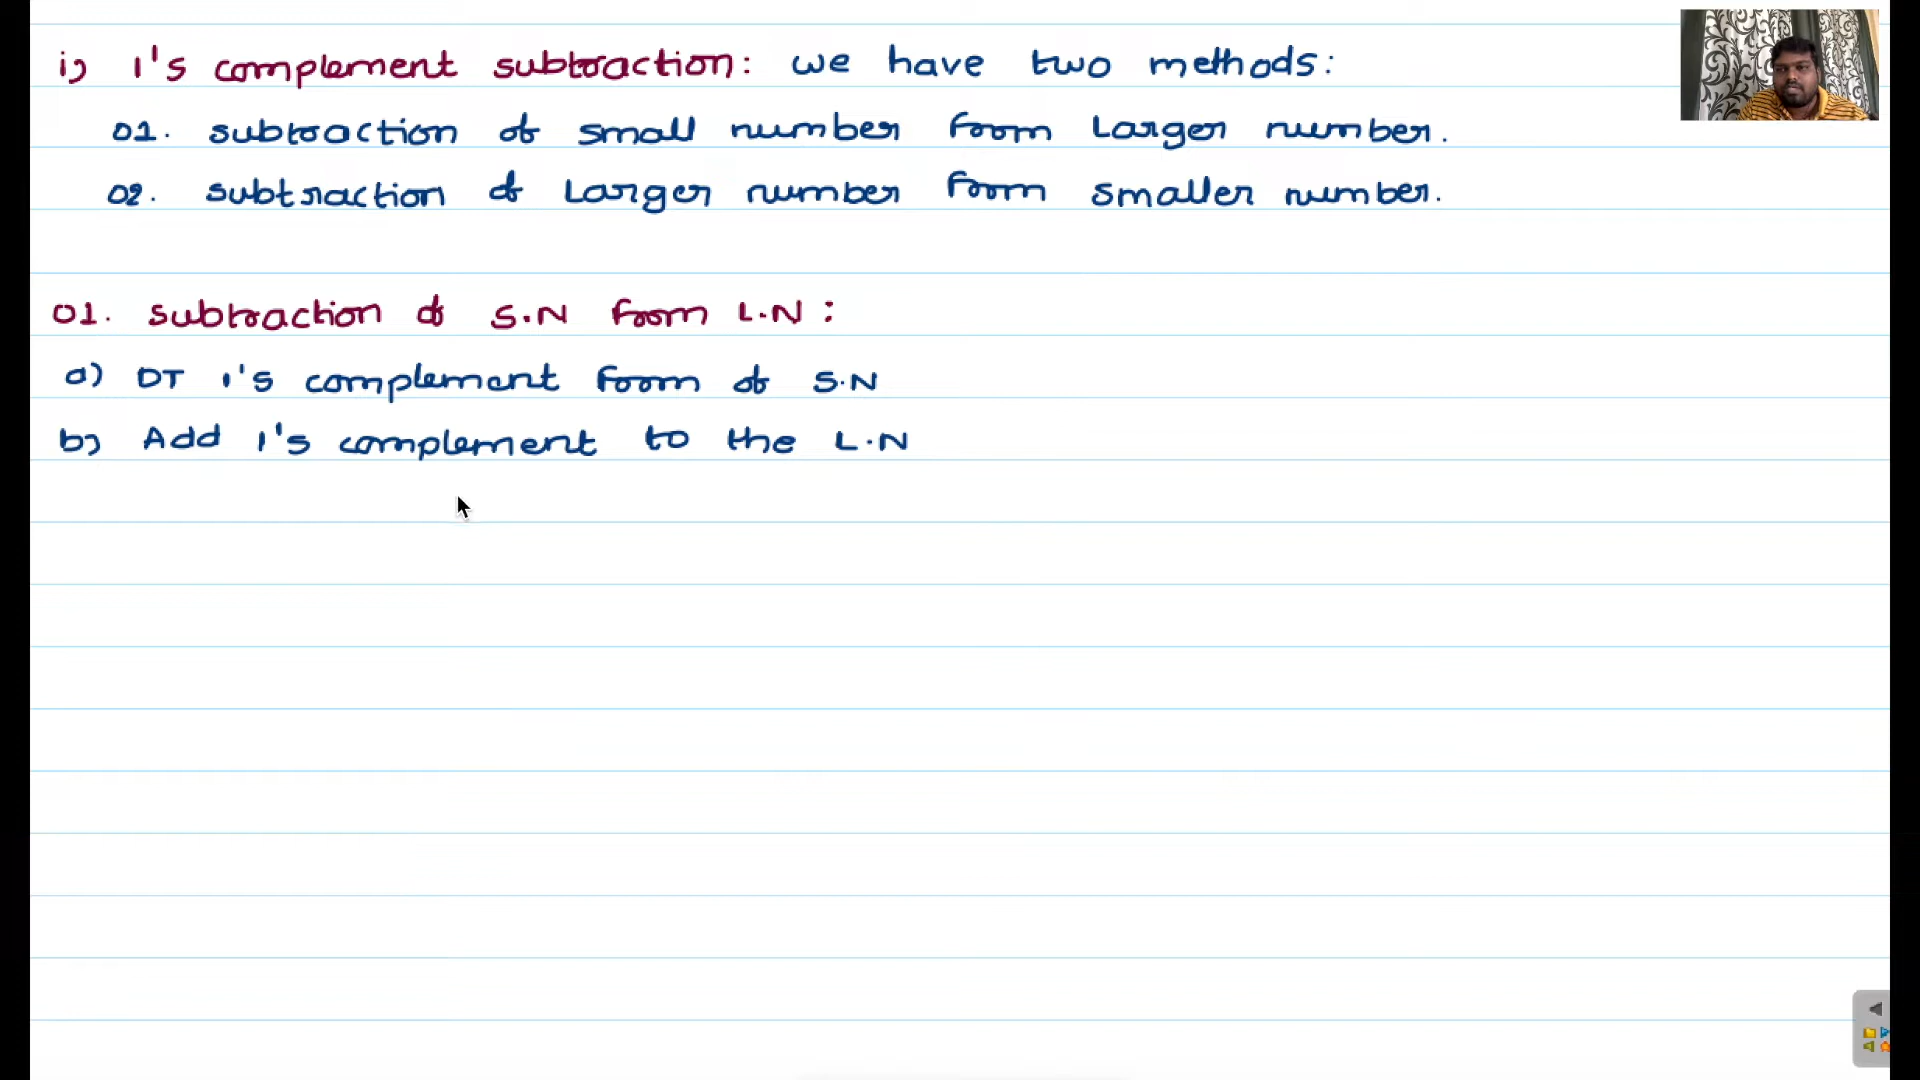 i) 1's complement subtraction: we have two methods:
01. subtraction of small number from Larger number.
02. subtraction of Larger number from smaller number.
01. subtraction of S.N from L.N :
a) DT 1's complement form of S.N
b) Add 1's complement to the L.N